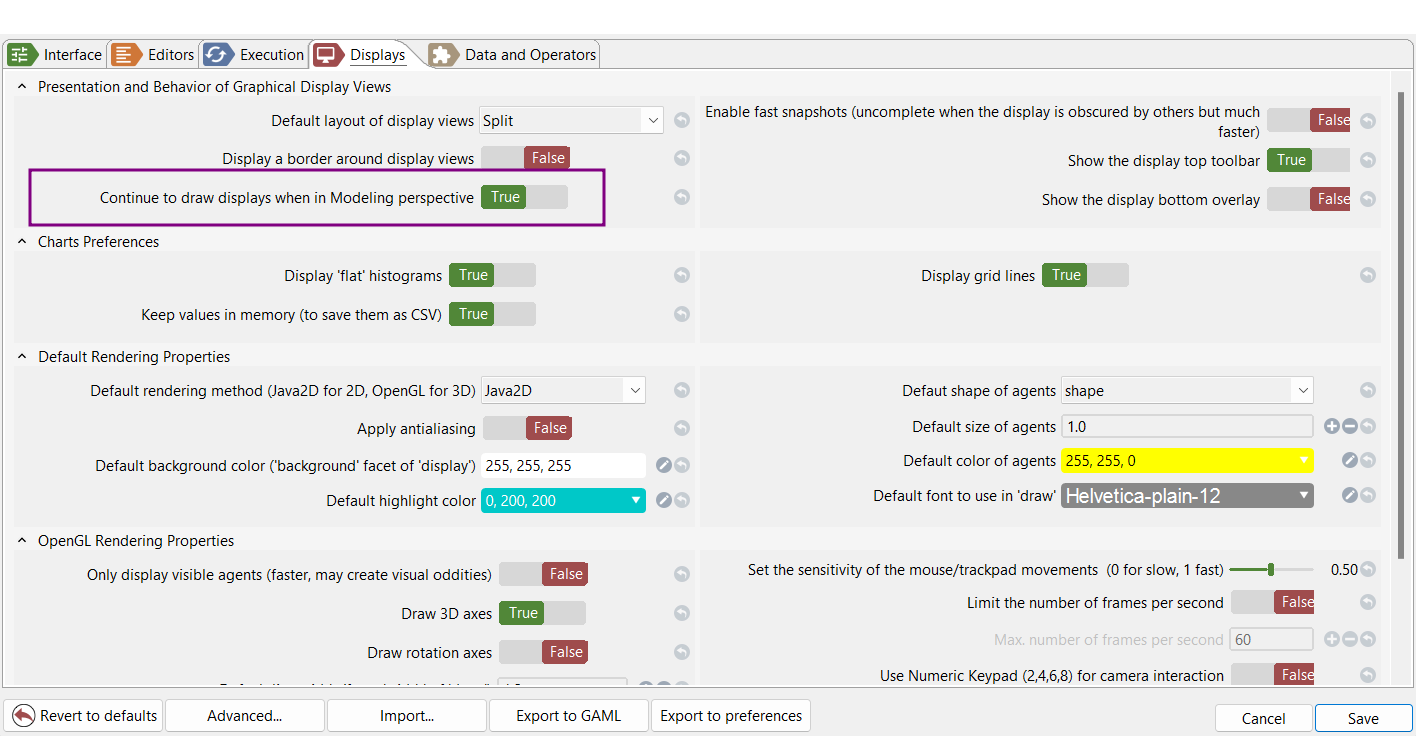 Interface
Editors
Execution
Displays
Data and Operators
Presentation and Behavior of Graphical Display Views
Default layout of display views Split
Display a border around display views False
Continue to draw displays when in Modeling perspective True
Enable fast snapshots (uncomplete when the display is obscured by others but much
faster) False
Show the display top toolbar True
Show the display bottom overlay False
Charts Preferences
Display 'flat' histograms True
Keep values in memory (to save them as CSV) True
Display grid lines True
Default Rendering Properties
Default rendering method (Java2D for 2D, OpenGL for 3D) Java2D
Apply antialiasing False
Default background color ('background' facet of 'display') 255, 255, 255
Default highlight color 0, 200, 200
Defaut shape of agents shape
Default size of agents 1.0
Default color of agents 255, 255, 0
Default font to use in 'draw' Helvetica-plain-12
OpenGL Rendering Properties
Only display visible agents (faster, may create visual oddities) False
Draw 3D axes True
Draw rotation axes False
Set the sensitivity of the mouse/trackpad movements (0 for slow, 1 fast) 0.50
Limit the number of frames per second False
Max. number of frames per second 60
Use Numeric Keypad (2,4,6,8) for camera interaction False
Revert to defaults
Advanced...
Import...
Export to GAML
Export to preferences
Cancel
Save